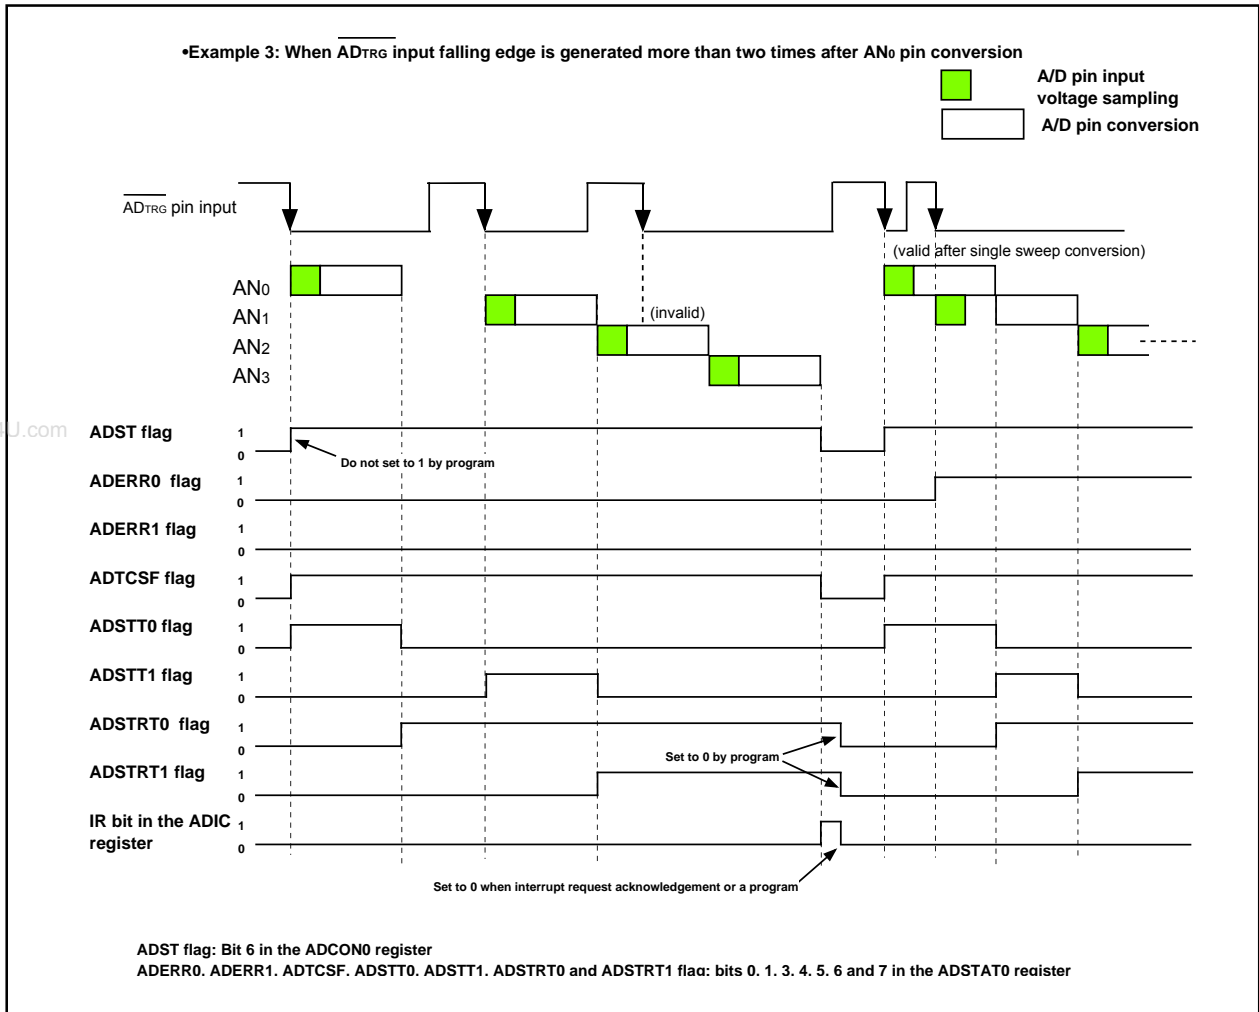 •Example 3: When ADTRG input falling edge is generated more than two times after AN0 pin conversion
A/D pin input
voltage sampling
A/D pin conversion
ADTRG pin input
(valid after single sweep conversion)
AN0
AN1
(invalid)
AN2
AN3
4U.com
ADST flag
1
0
Do not set to 1 by program
ADERR0 flag
1
0
ADERR1 flag
1
0
ADTCSF flag
1
0
ADSTT0 flag
1
0
ADSTT1 flag
1
0
ADSTRT0 flag
1
0
Set to 0 by program
ADSTRT1 flag
1
0
IR bit in the ADIC
register
1
0
Set to 0 when interrupt request acknowledgement or a program
ADST flag: Bit 6 in the ADCON0 register
ADERR0, ADERR1, ADTCSF, ADSTT0, ADSTT1, ADSTRT0 and ADSTRT1 flag: bits 0, 1, 3, 4, 5, 6 and 7 in the ADSTAT0 register